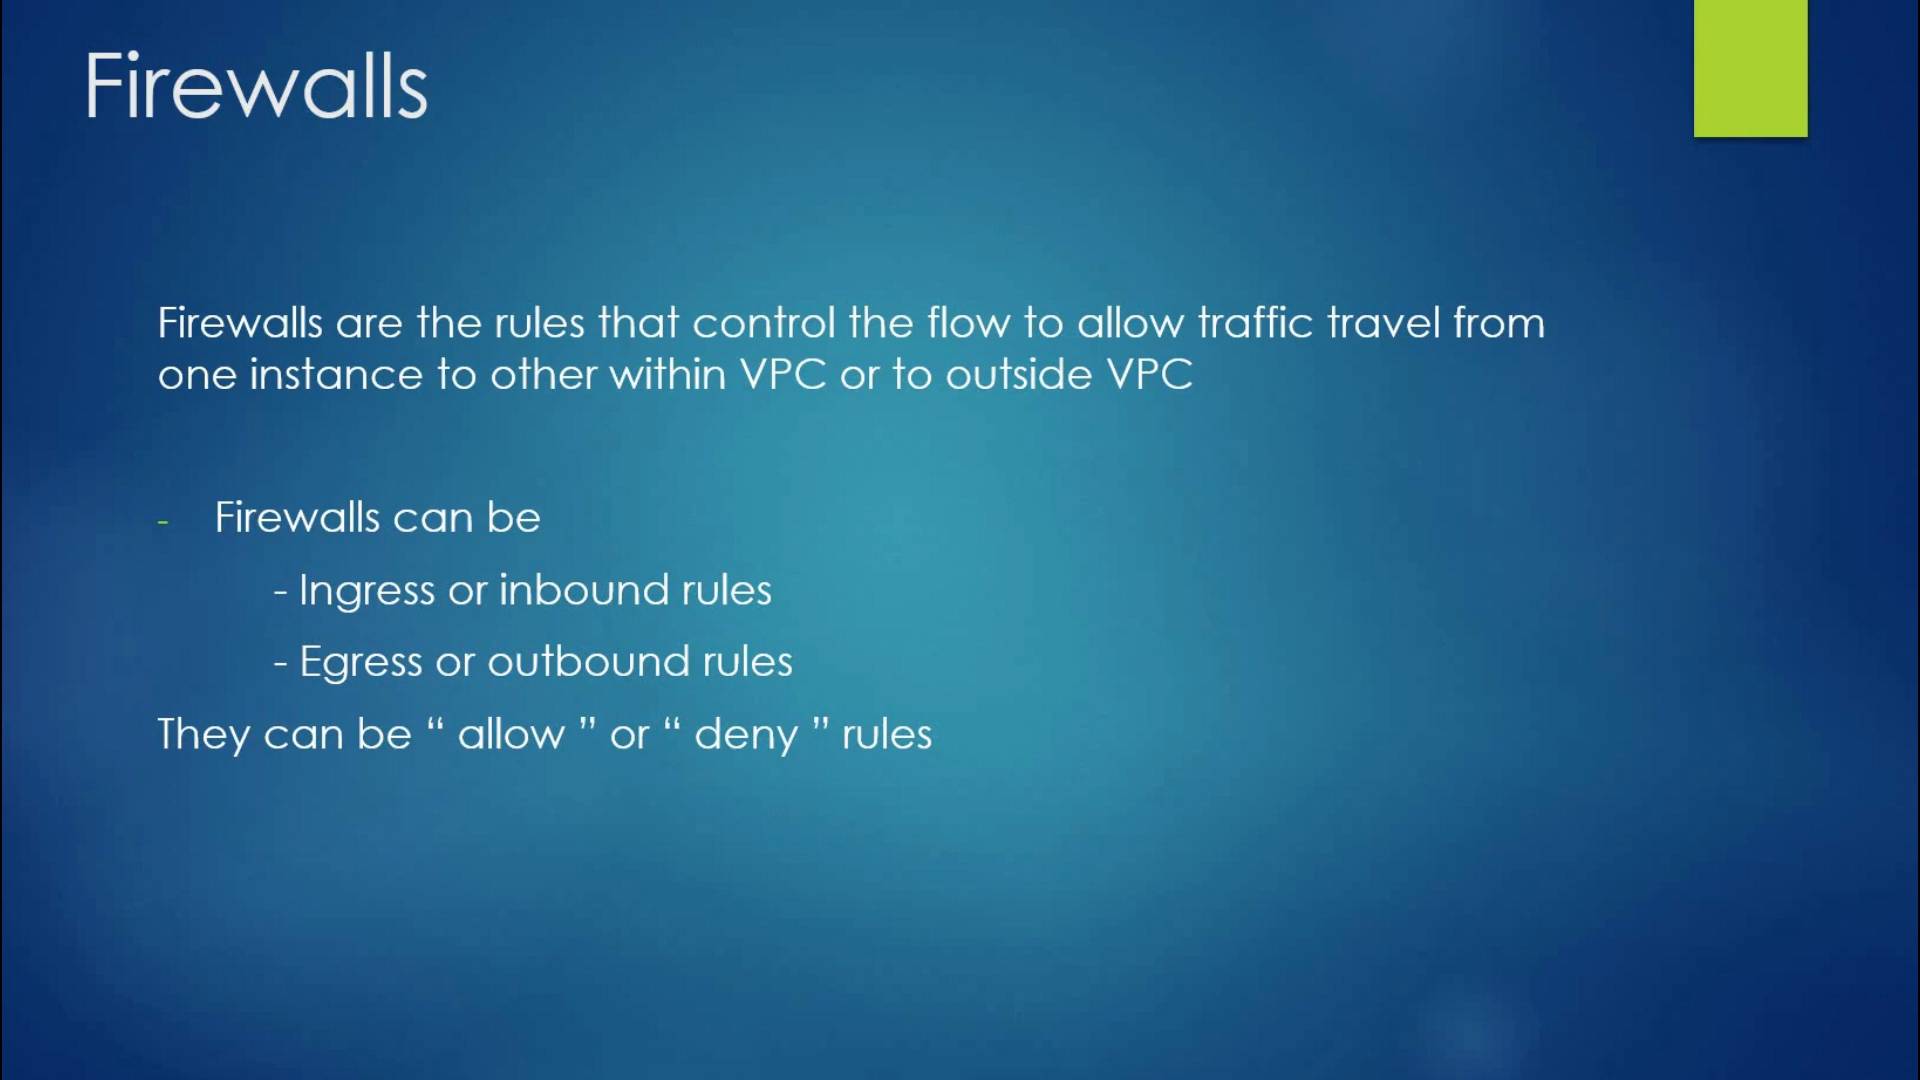 Firewalls
Firewalls are the rules that control the flow to allow traffic travel from
one instance to other within VPC or to outside VPC
- Firewalls can be
- Ingress or inbound rules
- Egress or outbound rules
They can be “ allow ” or “ deny ” rules